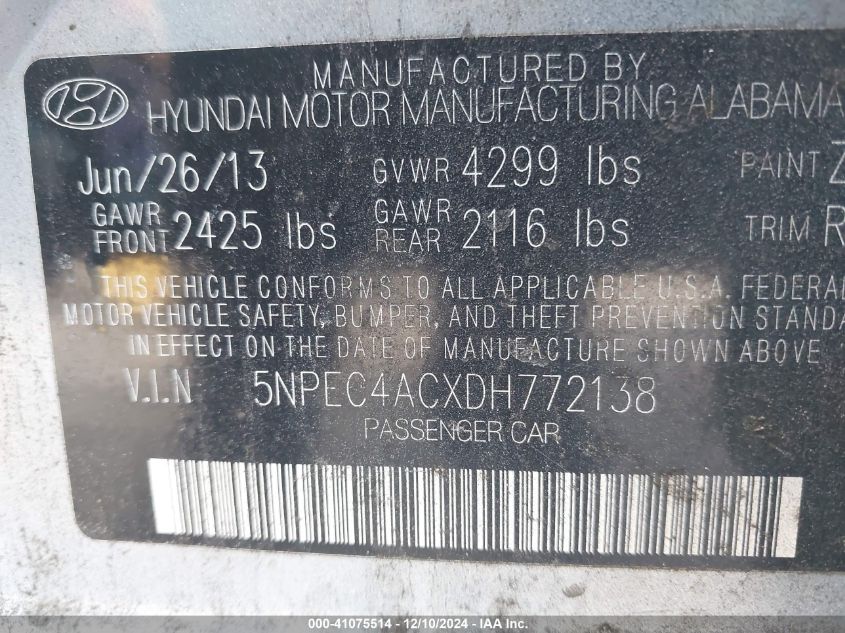 MANUFACTURED BY
HYUNDAI MOTOR MANUFACTURING ALABAMA
Jun/26/13 GVWR 4299 lbs PAINT Z
GAWR FRONT 2425 lbs GAWR REAR 2116 lbs TRIM R
THIS VEHICLE CONFORMS TO ALL APPLICABLE U.S.A. FEDERAL
MOTOR VEHICLE SAFETY, BUMPER, AND THEFT PREVENTION STANDA
IN EFFECT ON THE DATE OF MANUFACTURE SHOWN ABOVE
V.I.N 5NPEC4ACXDH772138
PASSENGER CAR
000-41075514 - 12/10/2024 - IAA Inc.